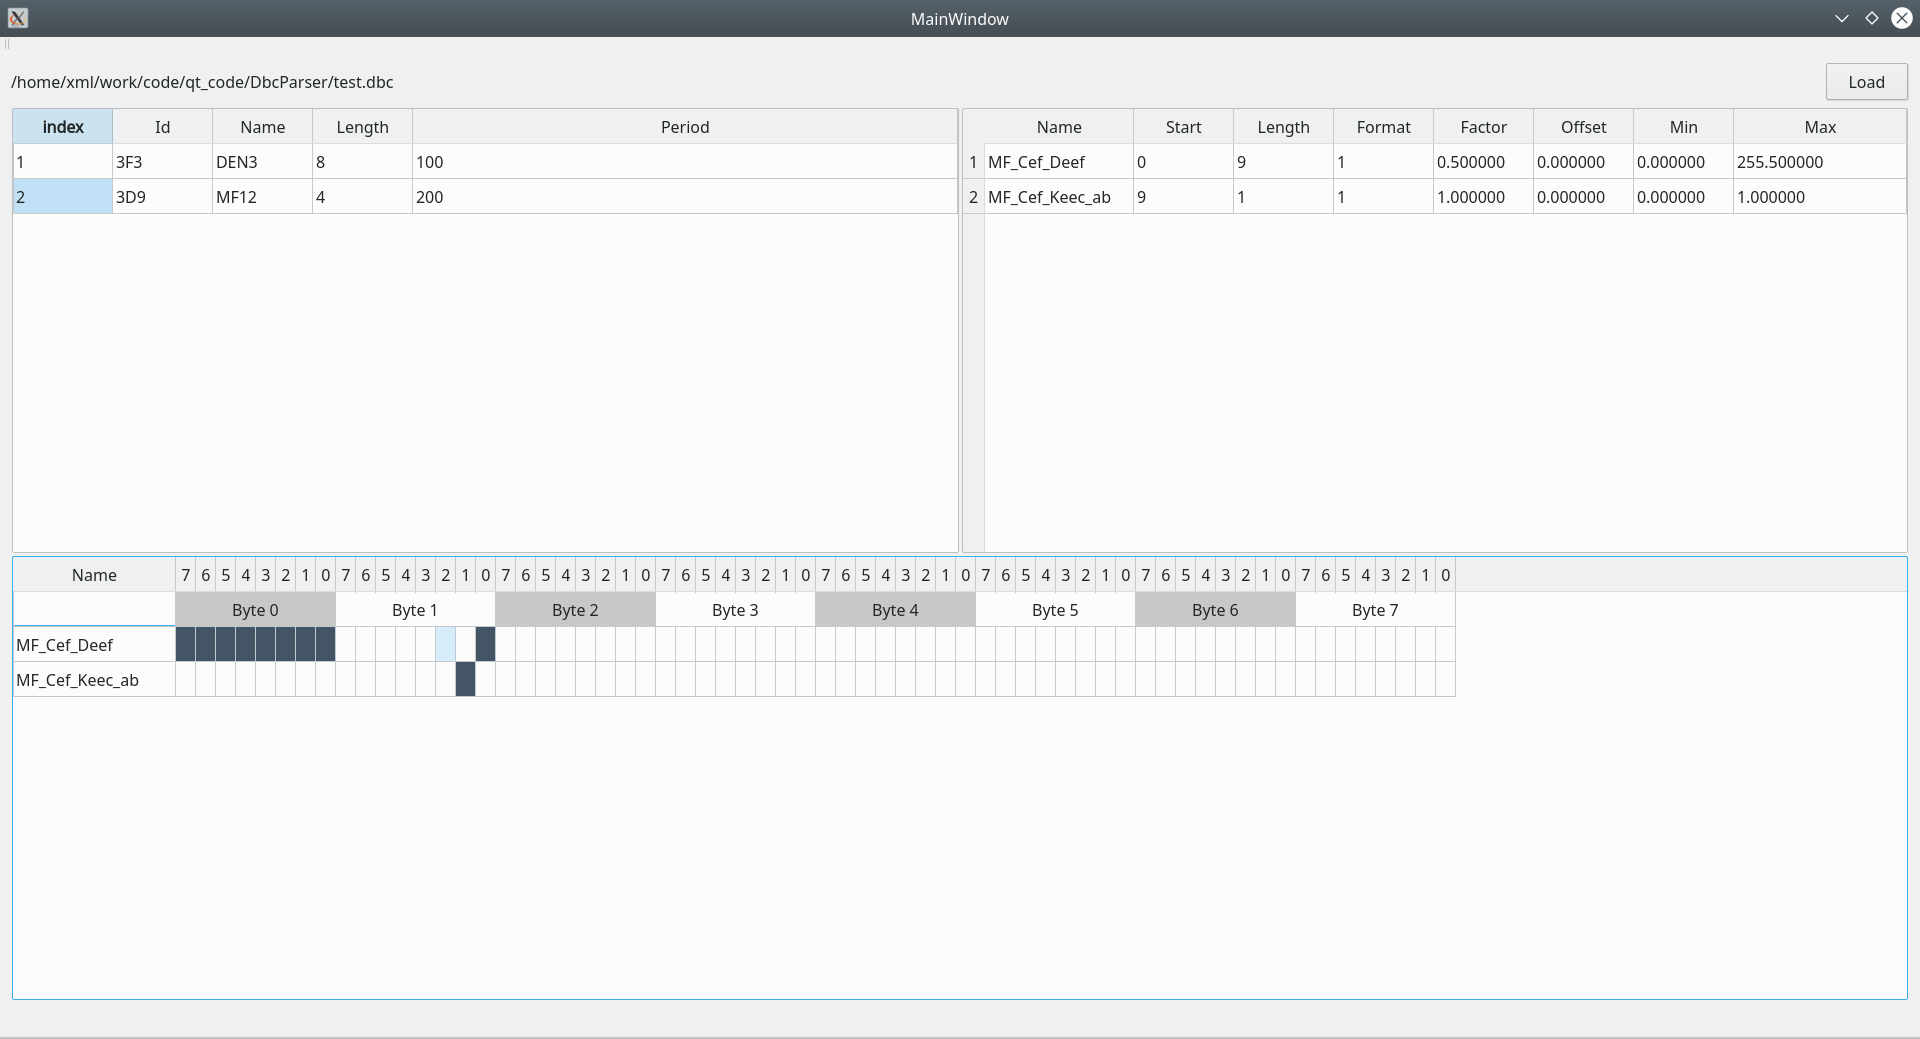 MainWindow
/home/xml/work/code/qt_code/DbcParser/test.dbc
Load
index Id Name Length Period
1 3F3 DEN3 8 100
2 3D9 MF12 4 200
Name Start Length Format Factor Offset Min Max
1 MF_Cef_Deef 0 9 1 0.500000 0.000000 0.000000 255.500000
2 MF_Cef_Keec_ab 9 1 1 1.000000 0.000000 0.000000 1.000000
Name 7 6 5 4 3 2 1 0 7 6 5 4 3 2 1 0 7 6 5 4 3 2 1 0 7 6 5 4 3 2 1 0 7 6 5 4 3 2 1 0 7 6 5 4 3 2 1 0 7 6 5 4 3 2 1 0 7 6 5 4 3 2 1 0
Byte 0 Byte 1 Byte 2 Byte 3 Byte 4 Byte 5 Byte 6 Byte 7
MF_Cef_Deef
MF_Cef_Keec_ab